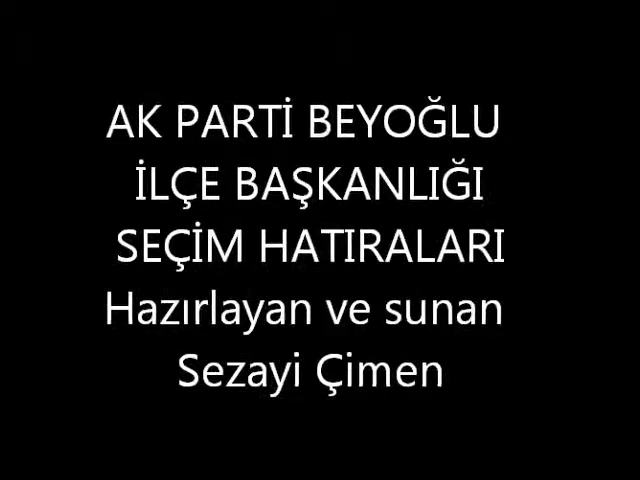 AK PARTİ BEYOĞLU
İLÇE BAŞKANLIĞI
SEÇİM HATIRALARI
Hazırlayan ve sunan
Sezayi Çimen